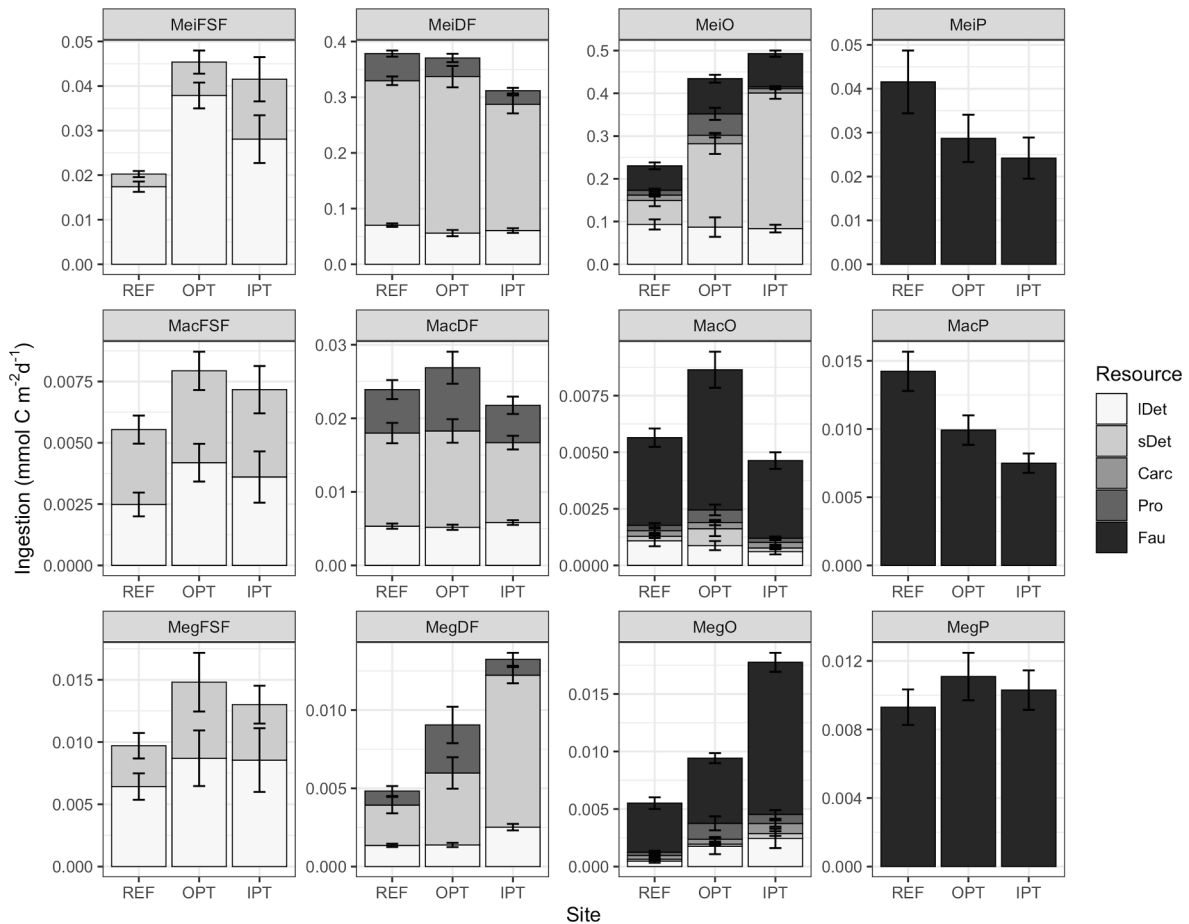 MeiFSF MeiDF MeiO MeiP
0.05 0.4 0.5 0.05
0.04 0.3 0.4 0.04
0.03 0.2 0.3 0.03
0.02 0.1 0.2 0.02
0.01 0.0 0.1 0.01
0.00 0.0 0.00
REF OPT IPT REF OPT IPT REF OPT IPT REF OPT IPT
MacFSF MacDF MacO MacP
0.0075 0.03 0.0075 0.015
0.0050 0.02 0.0050 0.010
0.0025 0.01 0.0025 0.005
0.0000 0.00 0.0000 0.000
REF OPT IPT REF OPT IPT REF OPT IPT REF OPT IPT
MegFSF MegDF MegO MegP
0.015 0.010 0.015 0.012
0.010 0.005 0.010 0.008
0.005 0.000 0.005 0.004
0.000 0.000 0.000
REF OPT IPT REF OPT IPT REF OPT IPT REF OPT IPT
Site
Ingestion (mmol C m⁻²d⁻¹)
Resource
lDet
sDet
Carc
Pro
Fau